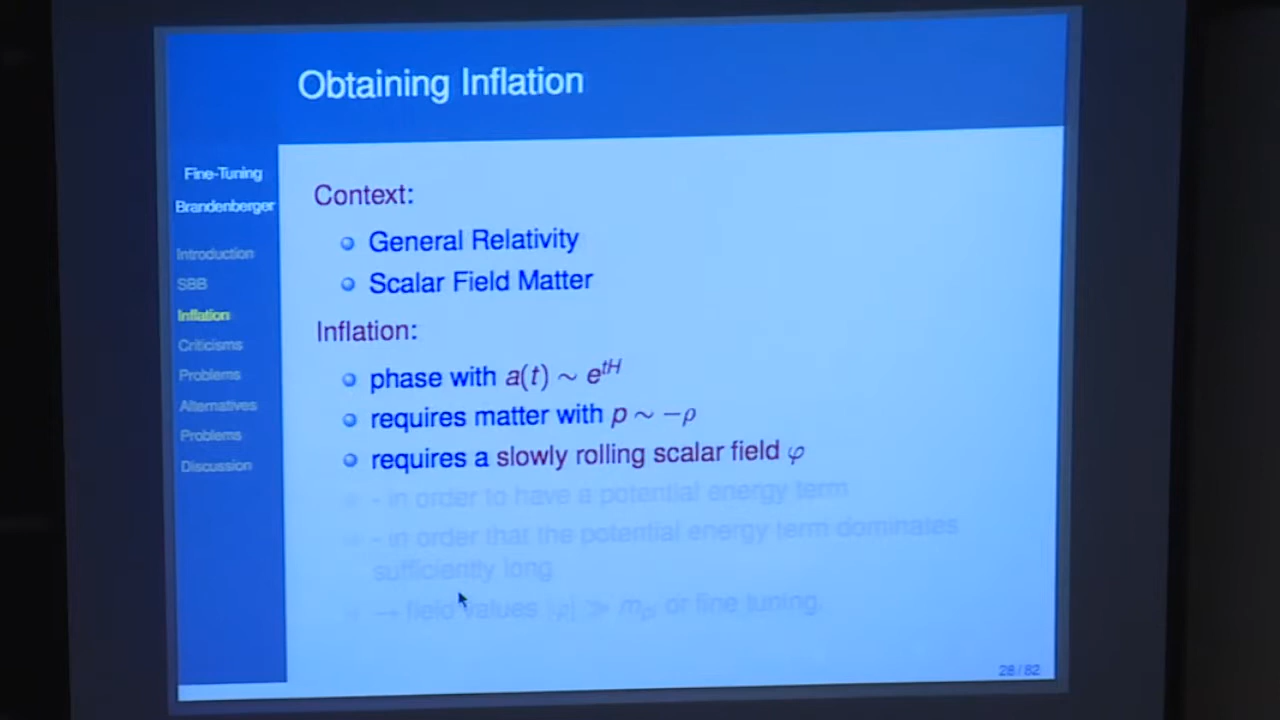 Obtaining Inflation
Fine-Tuning
Brandenberger
Introduction
SBB
Inflation
Criticisms
Problems
Alternatives
Problems
Discussion
Context:
General Relativity
Scalar Field Matter
Inflation:
phase with a(t) ∼ e^{tH}
requires matter with p ∼ −ρ
requires a slowly rolling scalar field φ
- in order to have a potential energy term
- in order that the potential energy term dominates
sufficiently long
→ field values |φ| ≫ m_{pl} or fine tuning.
28/82